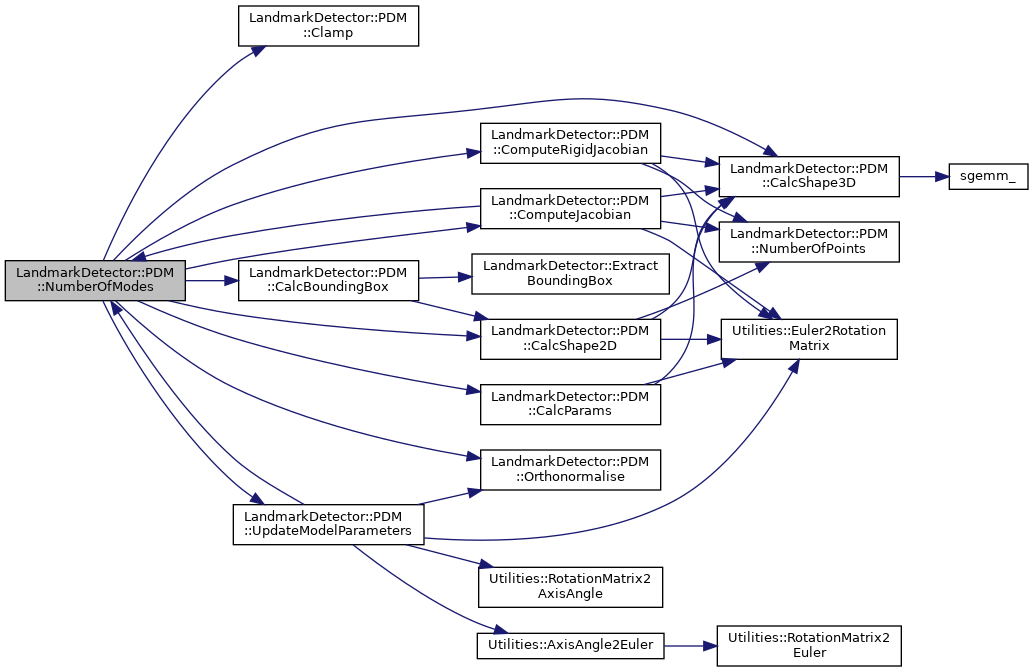 LandmarkDetector::PDM
::Clamp
LandmarkDetector::PDM
::ComputeRigidJacobian
LandmarkDetector::PDM
::CalcShape3D
sgemm_
LandmarkDetector::PDM
::ComputeJacobian
LandmarkDetector::PDM
::NumberOfPoints
LandmarkDetector::PDM
::NumberOfModes
LandmarkDetector::PDM
::CalcBoundingBox
LandmarkDetector::Extract
BoundingBox
LandmarkDetector::PDM
::CalcShape2D
Utilities::Euler2Rotation
Matrix
LandmarkDetector::PDM
::CalcParams
LandmarkDetector::PDM
::Orthonormalise
LandmarkDetector::PDM
::UpdateModelParameters
Utilities::RotationMatrix2
AxisAngle
Utilities::AxisAngle2Euler
Utilities::RotationMatrix2
Euler